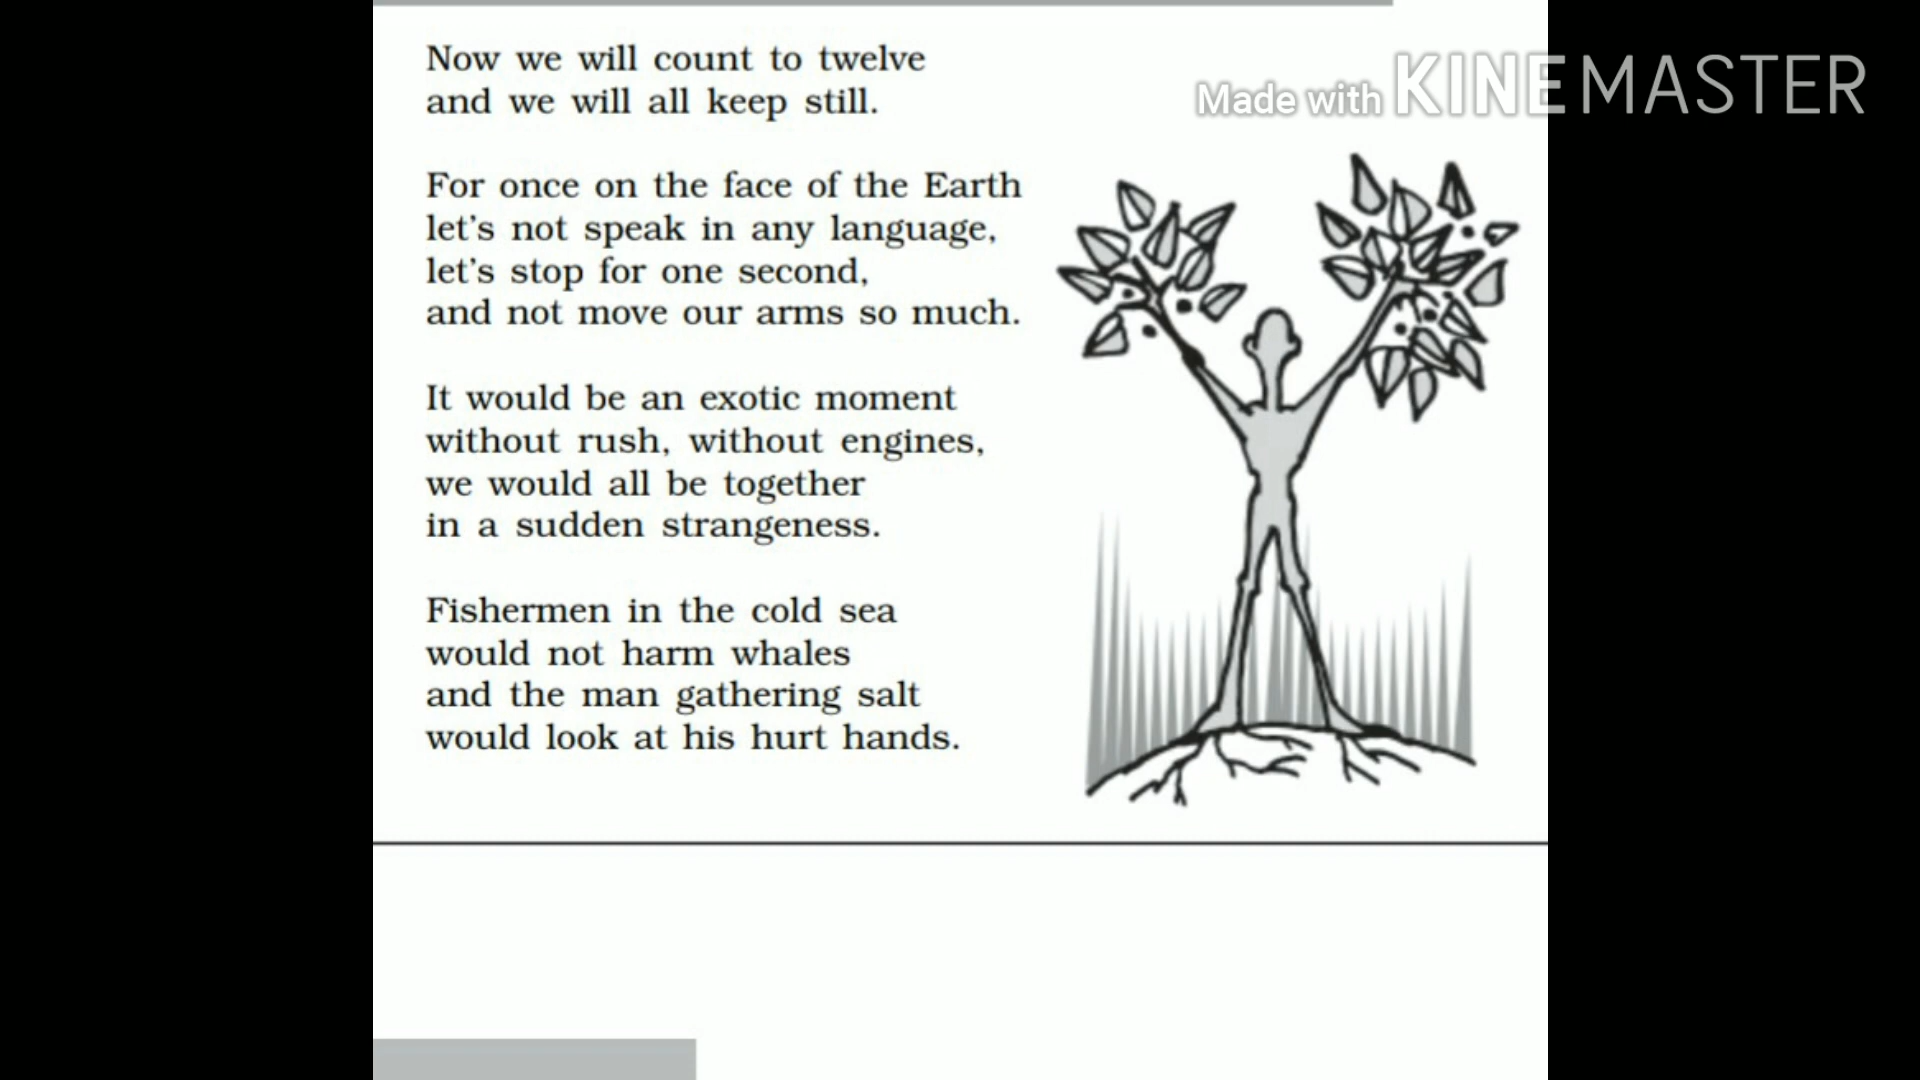 Now we will count to twelve
and we will all keep still.
For once on the face of the Earth
let's not speak in any language,
let's stop for one second,
and not move our arms so much.
It would be an exotic moment
without rush, without engines,
we would all be together
in a sudden strangeness.
Fishermen in the cold sea
would not harm whales
and the man gathering salt
would look at his hurt hands.
Made with KINEMASTER